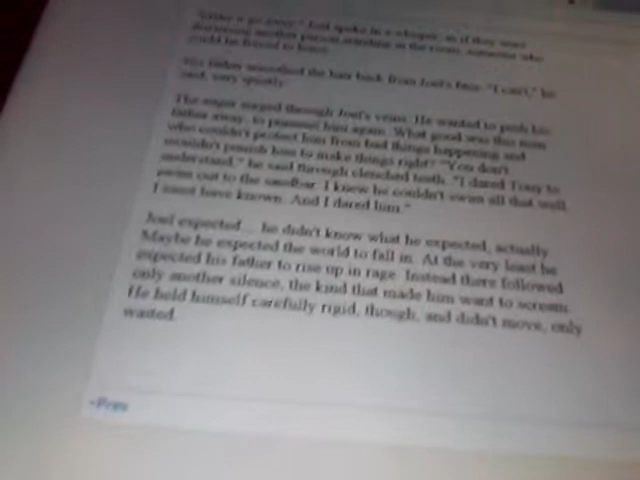 "Make it go away." Joel spoke in a whisper, as if they were
discussing another person standing in the room, someone who
could be forced to leave.
His father smoothed the hair back from Joel's face. "I can't," he
said, very quietly.
The anger surged through Joel's veins. He wanted to push his
father away, to pummel him again. What good was this man
who couldn't protect him from bad things happening and
wouldn't punish him to make things right? "You don't
understand," he said through clenched teeth. "I dared Tony to
swim out to the sandbar. I knew he couldn't swim all that well.
I must have known. And I dared him."
Joel expected ... he didn't know what he expected, actually.
Maybe he expected the world to fall in. At the very least he
expected his father to rise up in rage. Instead there followed
only another silence, the kind that made him want to scream.
He held himself carefully rigid, though, and didn't move, only
waited.
«Prev